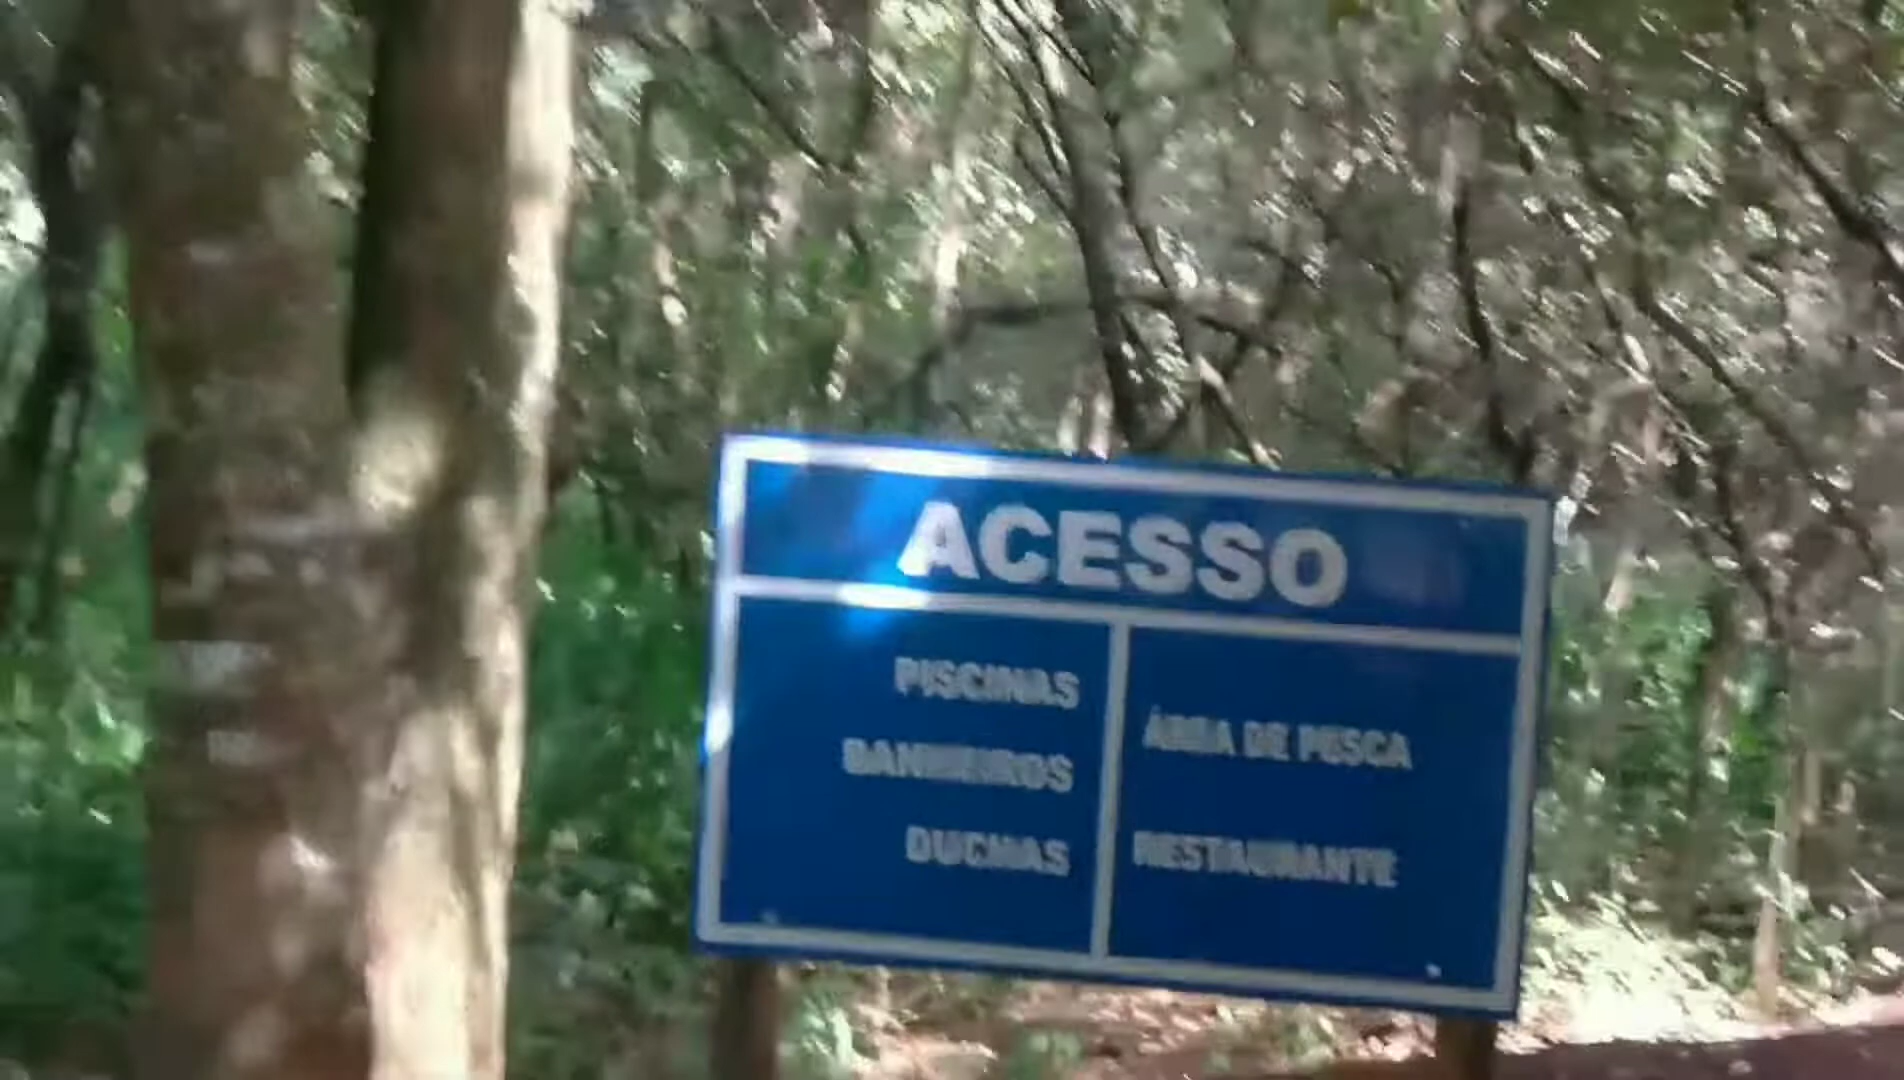 ACESSO
PISCINAS
BANHEIROS
DUCHAS
ÁREA DE PESCA
RESTAURANTE